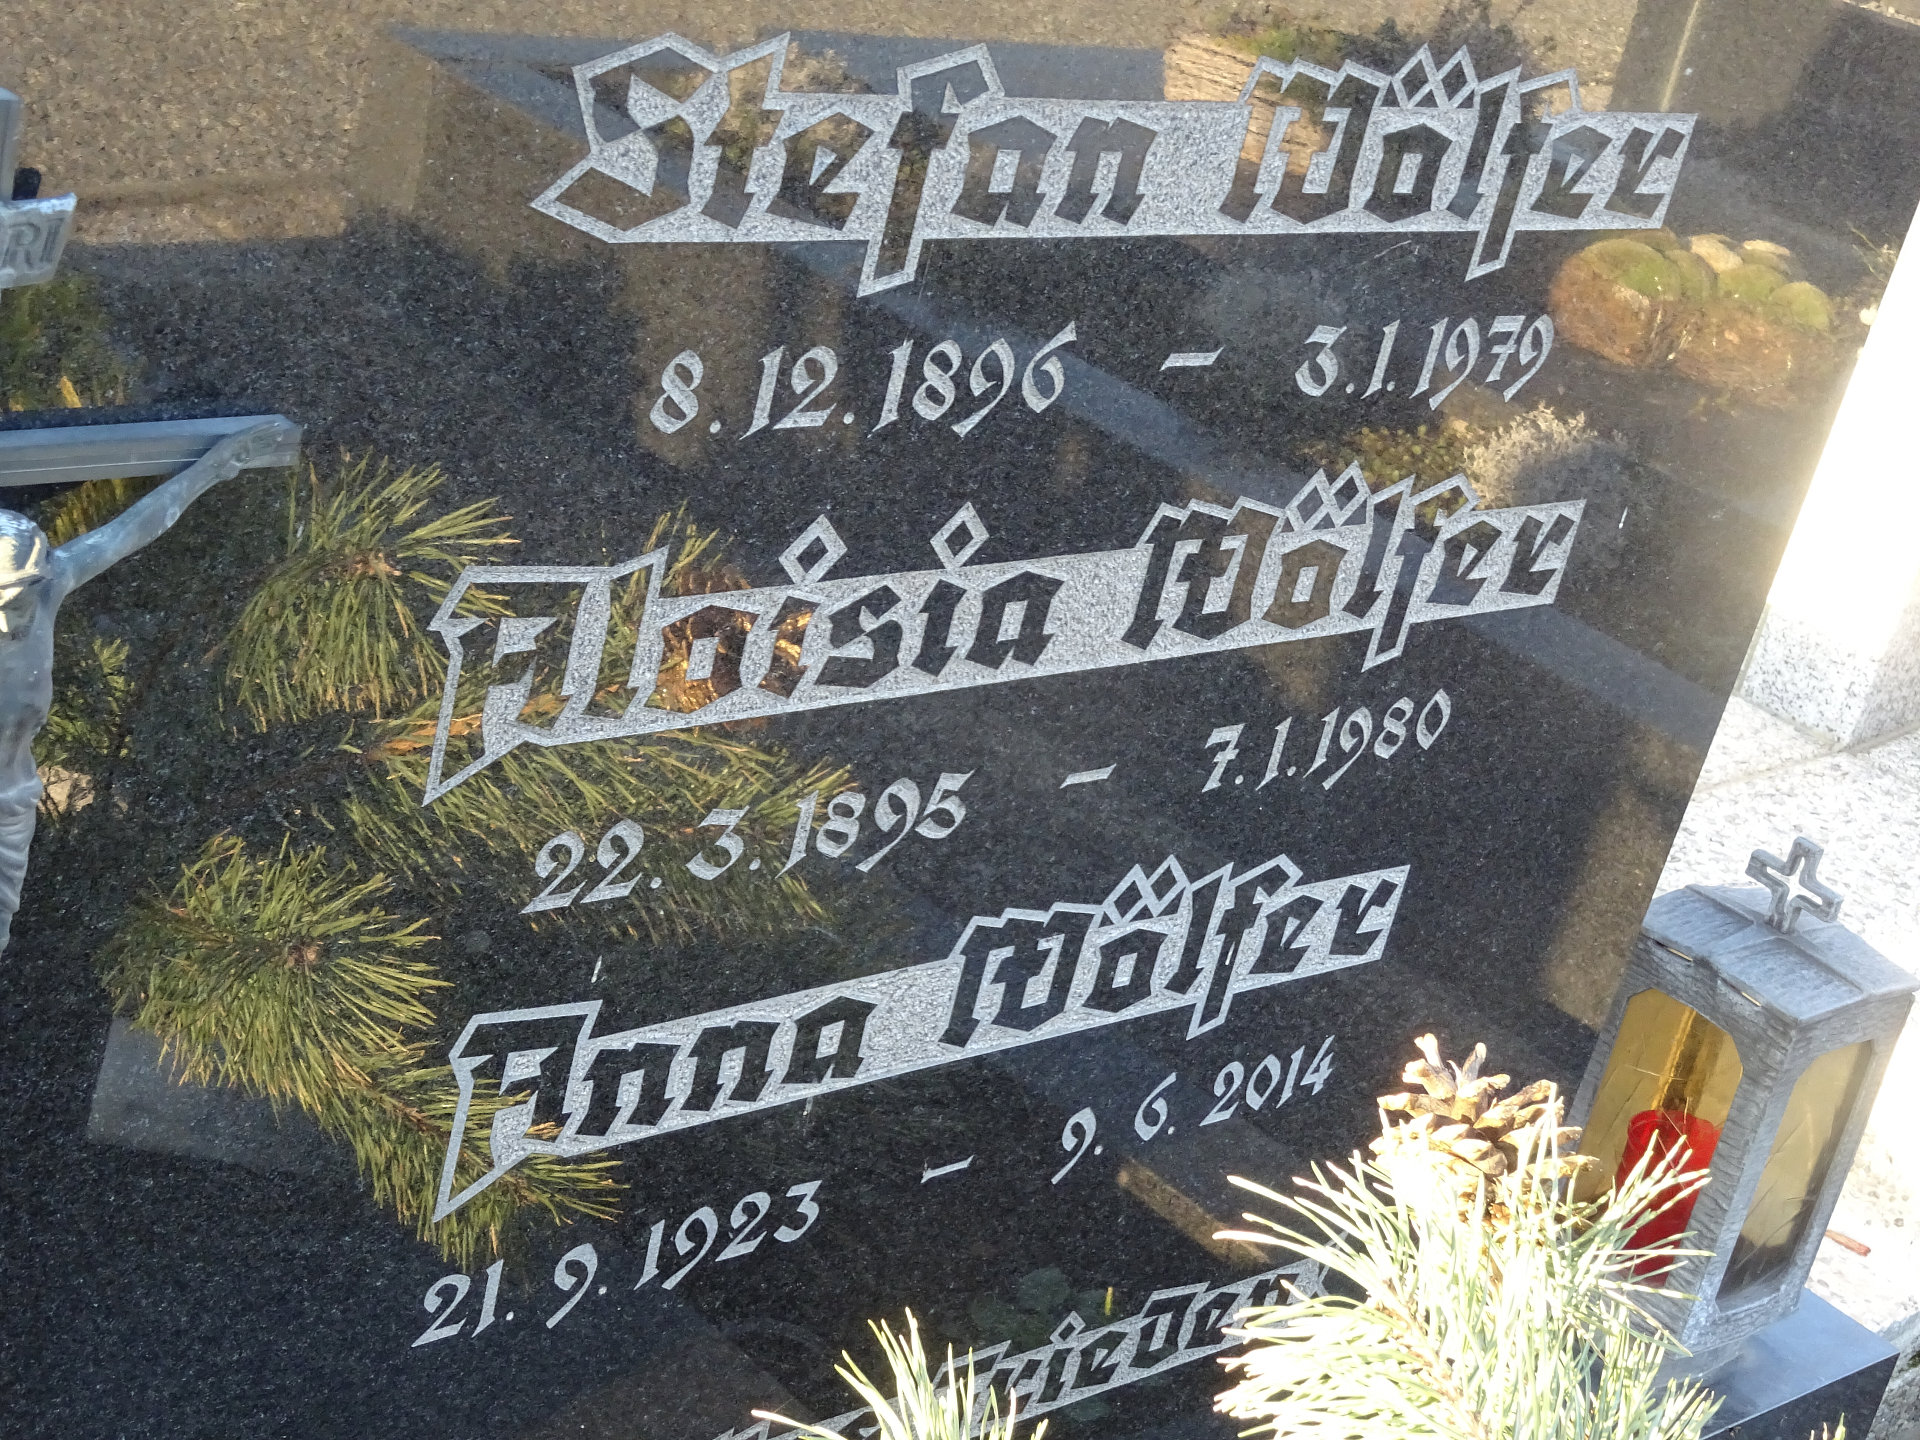 Stefan Wölfer
8.12.1896 – 3.1.1979
Aloisia Wölfer
22.3.1895 – 7.1.1980
Anna Wölfer
21.9.1923 – 9.6.2014
Frieden